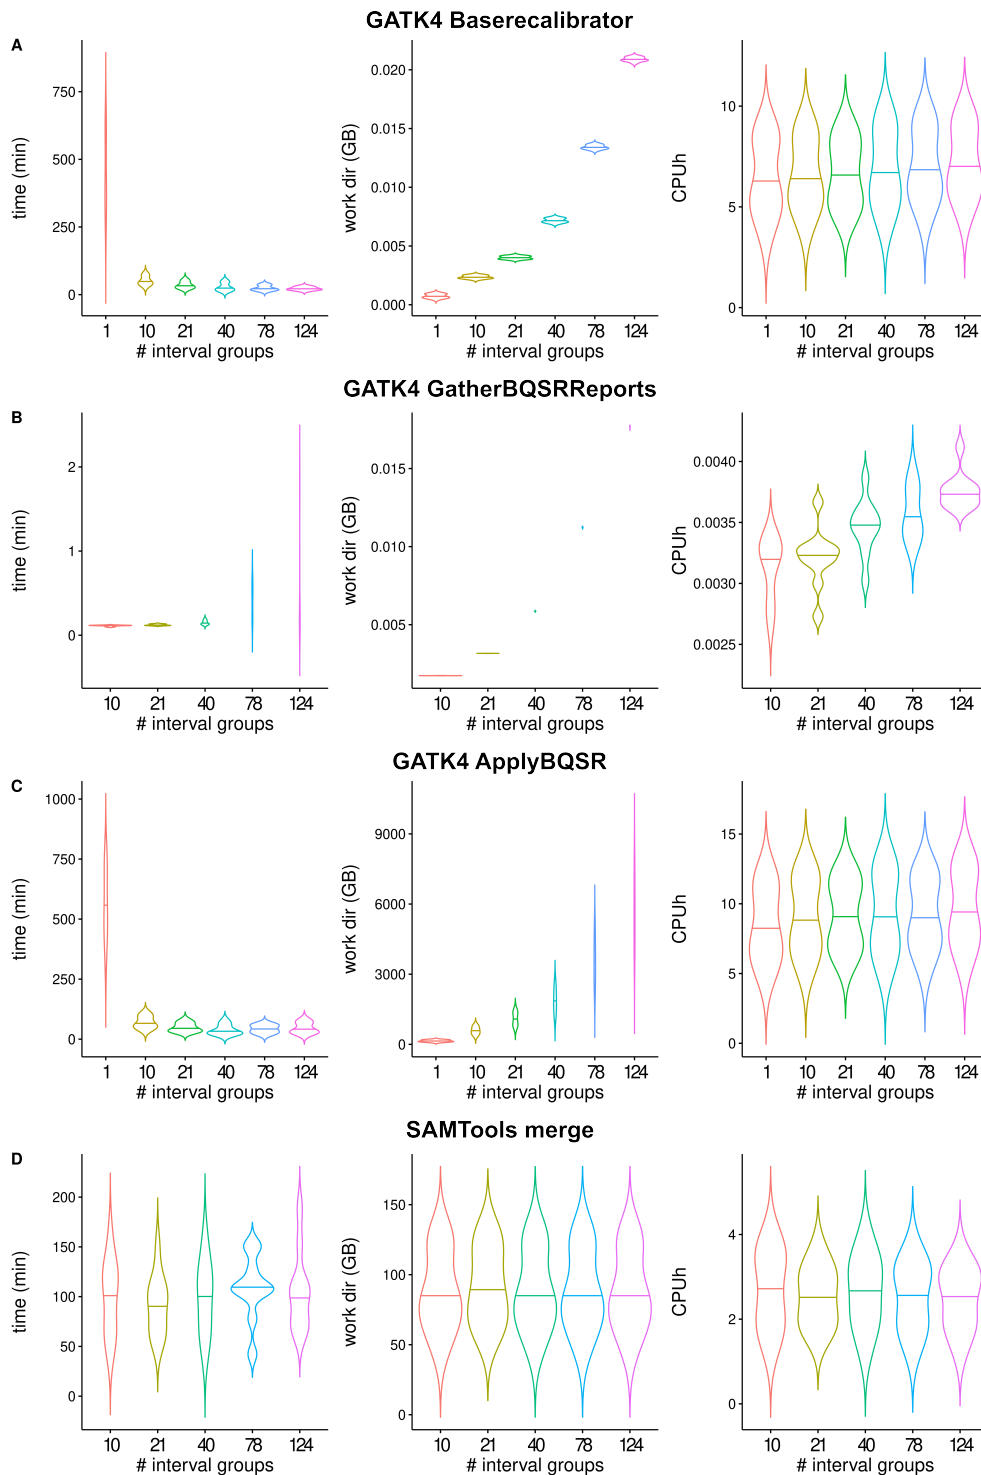 GATK4 Baserecalibrator
A
time (min)
750
500
250
0
1 10 21 40 78 124
# interval groups
work dir (GB)
0.020
0.015
0.010
0.005
0.000
1 10 21 40 78 124
# interval groups
CPUh
10
5
0
1 10 21 40 78 124
# interval groups
GATK4 GatherBQSRReports
B
time (min)
2
1
0
10 21 40 78 124
# interval groups
work dir (GB)
0.015
0.010
0.005
10 21 40 78 124
# interval groups
CPUh
0.0040
0.0035
0.0030
0.0025
10 21 40 78 124
# interval groups
GATK4 ApplyBQSR
C
time (min)
1000
750
500
250
0
1 10 21 40 78 124
# interval groups
work dir (GB)
9000
6000
3000
0
1 10 21 40 78 124
# interval groups
CPUh
15
10
5
0
1 10 21 40 78 124
# interval groups
SAMTools merge
D
time (min)
200
150
100
50
0
10 21 40 78 124
# interval groups
work dir (GB)
150
100
50
0
10 21 40 78 124
# interval groups
CPUh
4
2
0
10 21 40 78 124
# interval groups